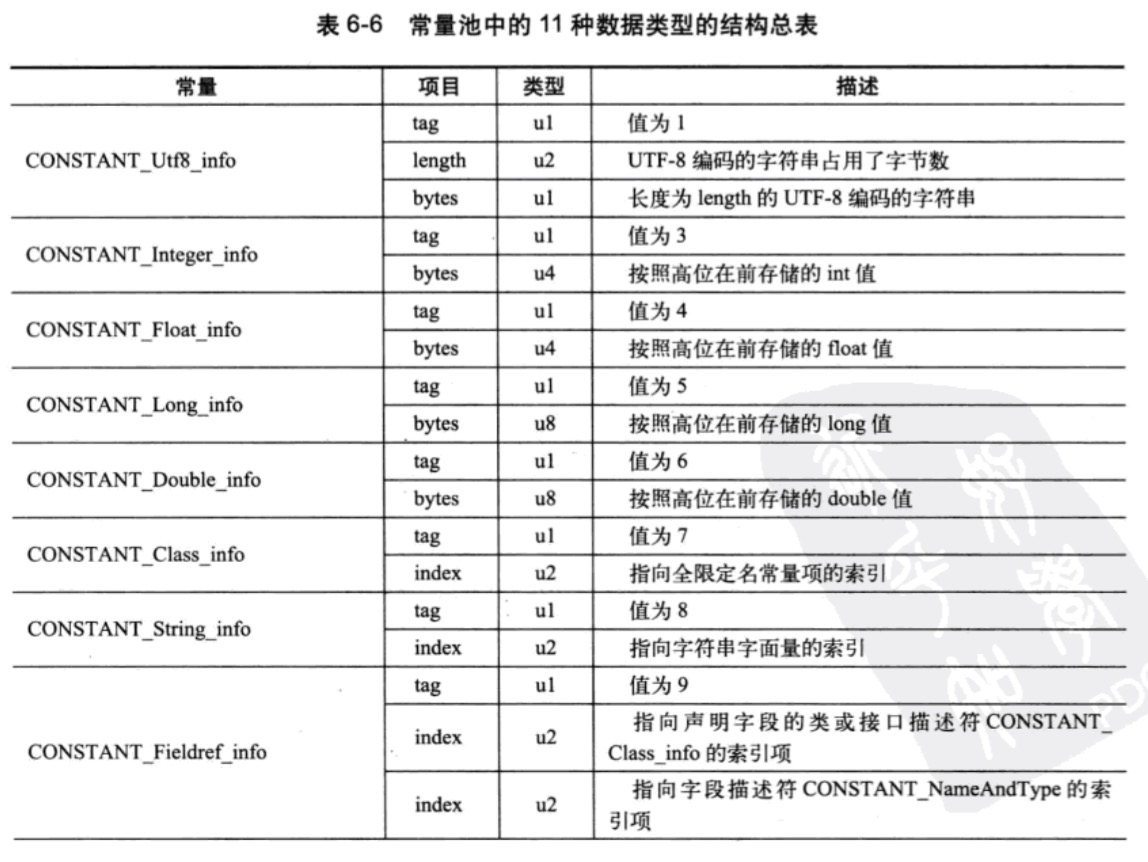 表 6-6 常量池中的 11 种数据类型的结构总表
常量 项目 类型 描述
CONSTANT_Utf8_info
tag u1 值为 1
length u2 UTF-8 编码的字符串占用了字节数
bytes u1 长度为 length 的 UTF-8 编码的字符串
CONSTANT_Integer_info
tag u1 值为 3
bytes u4 按照高位在前存储的 int 值
CONSTANT_Float_info
tag u1 值为 4
bytes u4 按照高位在前存储的 float 值
CONSTANT_Long_info
tag u1 值为 5
bytes u8 按照高位在前存储的 long 值
CONSTANT_Double_info
tag u1 值为 6
bytes u8 按照高位在前存储的 double 值
CONSTANT_Class_info
tag u1 值为 7
index u2 指向全限定名常量项的索引
CONSTANT_String_info
tag u1 值为 8
index u2 指向字符串字面量的索引
CONSTANT_Fieldref_info
tag u1 值为 9
index u2 指向声明字段的类或接口描述符 CONSTANT_
Class_info 的索引项
index u2 指向字段描述符 CONSTANT_NameAndType 的索
引项